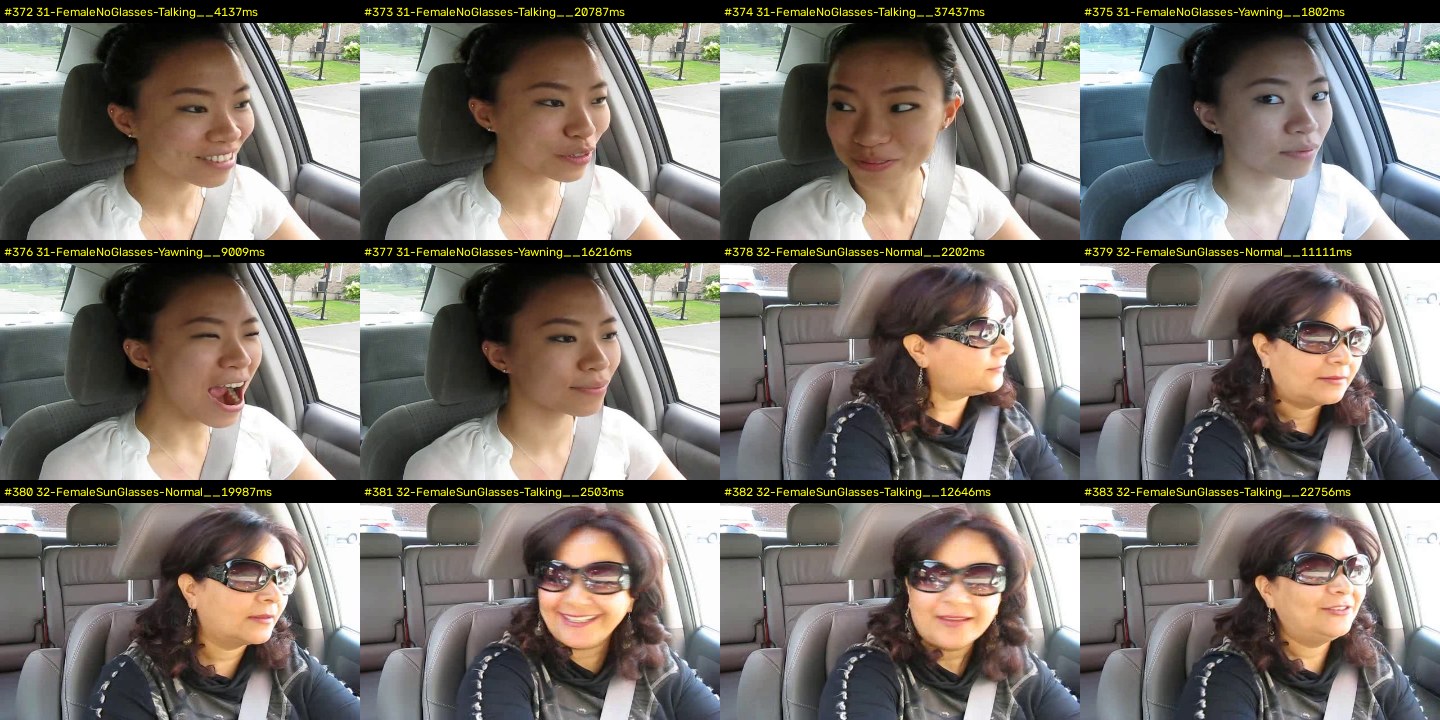 #372 31-FemaleNoGlasses-Talking__4137ms
#373 31-FemaleNoGlasses-Talking__20787ms
#374 31-FemaleNoGlasses-Talking__37437ms
#375 31-FemaleNoGlasses-Yawning__1802ms
#376 31-FemaleNoGlasses-Yawning__9009ms
#377 31-FemaleNoGlasses-Yawning__16216ms
#378 32-FemaleSunGlasses-Normal__2202ms
#379 32-FemaleSunGlasses-Normal__11111ms
#380 32-FemaleSunGlasses-Normal__19987ms
#381 32-FemaleSunGlasses-Talking__2503ms
#382 32-FemaleSunGlasses-Talking__12646ms
#383 32-FemaleSunGlasses-Talking__22756ms